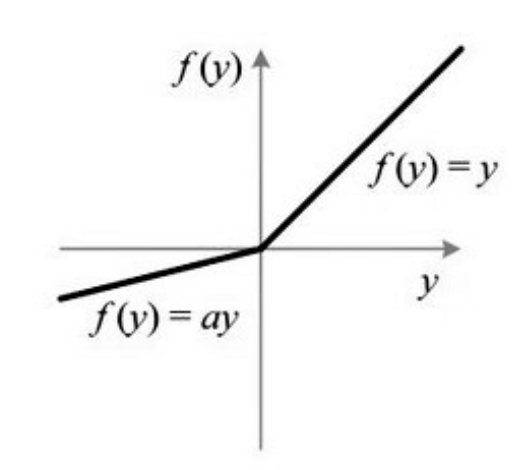 f(y)
f(y) = y
y
f(y) = ay